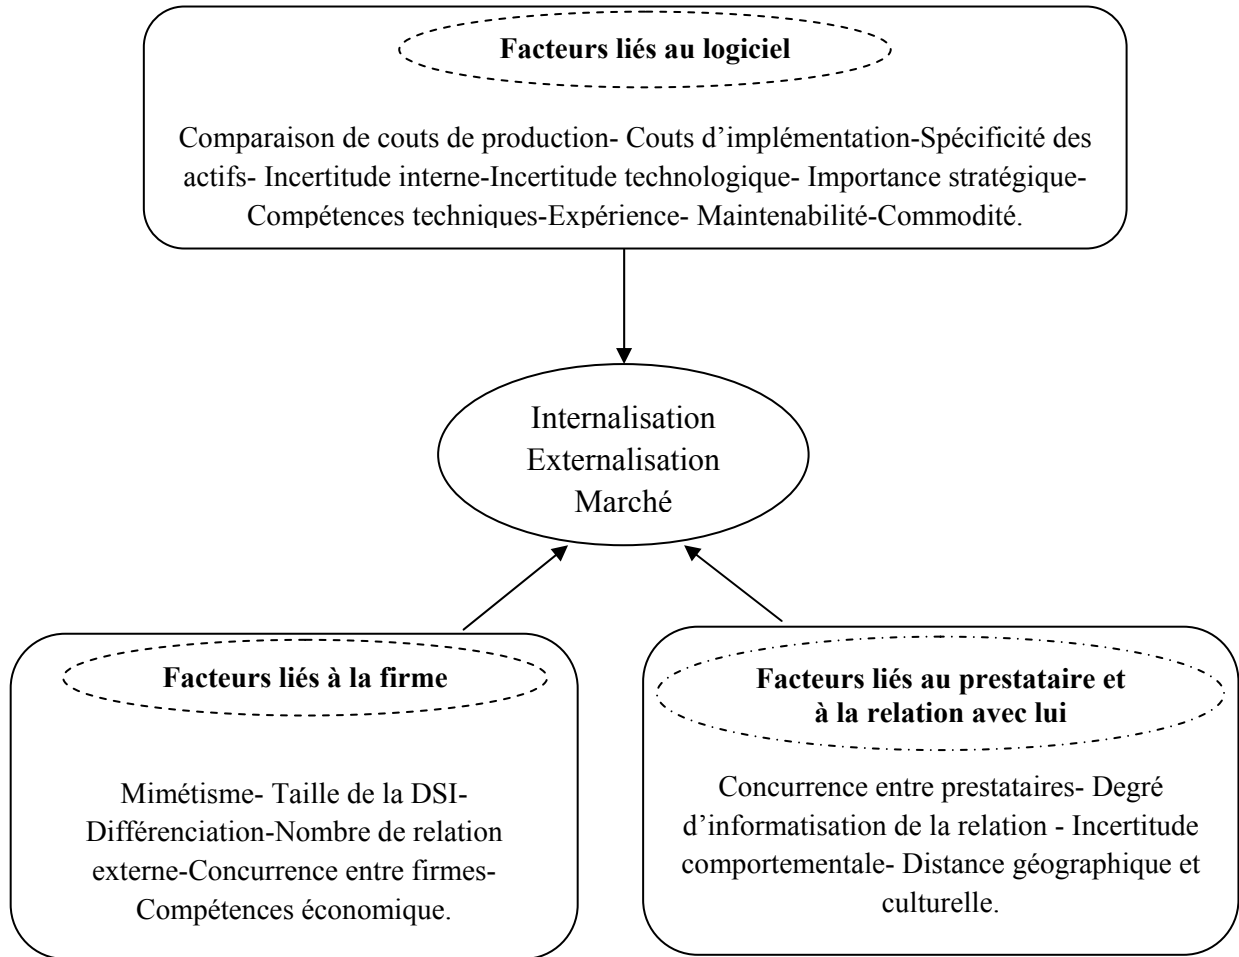 Facteurs liés au logiciel
Comparaison de couts de production- Couts d’implémentation-Spécificité des
actifs- Incertitude interne-Incertitude technologique- Importance stratégique-
Compétences techniques-Expérience- Maintenabilité-Commodité.
Internalisation
Externalisation
Marché
Facteurs liés à la firme
Mimétisme- Taille de la DSI-
Différenciation-Nombre de relation
externe-Concurrence entre firmes-
Compétences économique.
Facteurs liés au prestataire et
à la relation avec lui
Concurrence entre prestataires- Degré
d’informatisation de la relation - Incertitude
comportementale- Distance géographique et
culturelle.